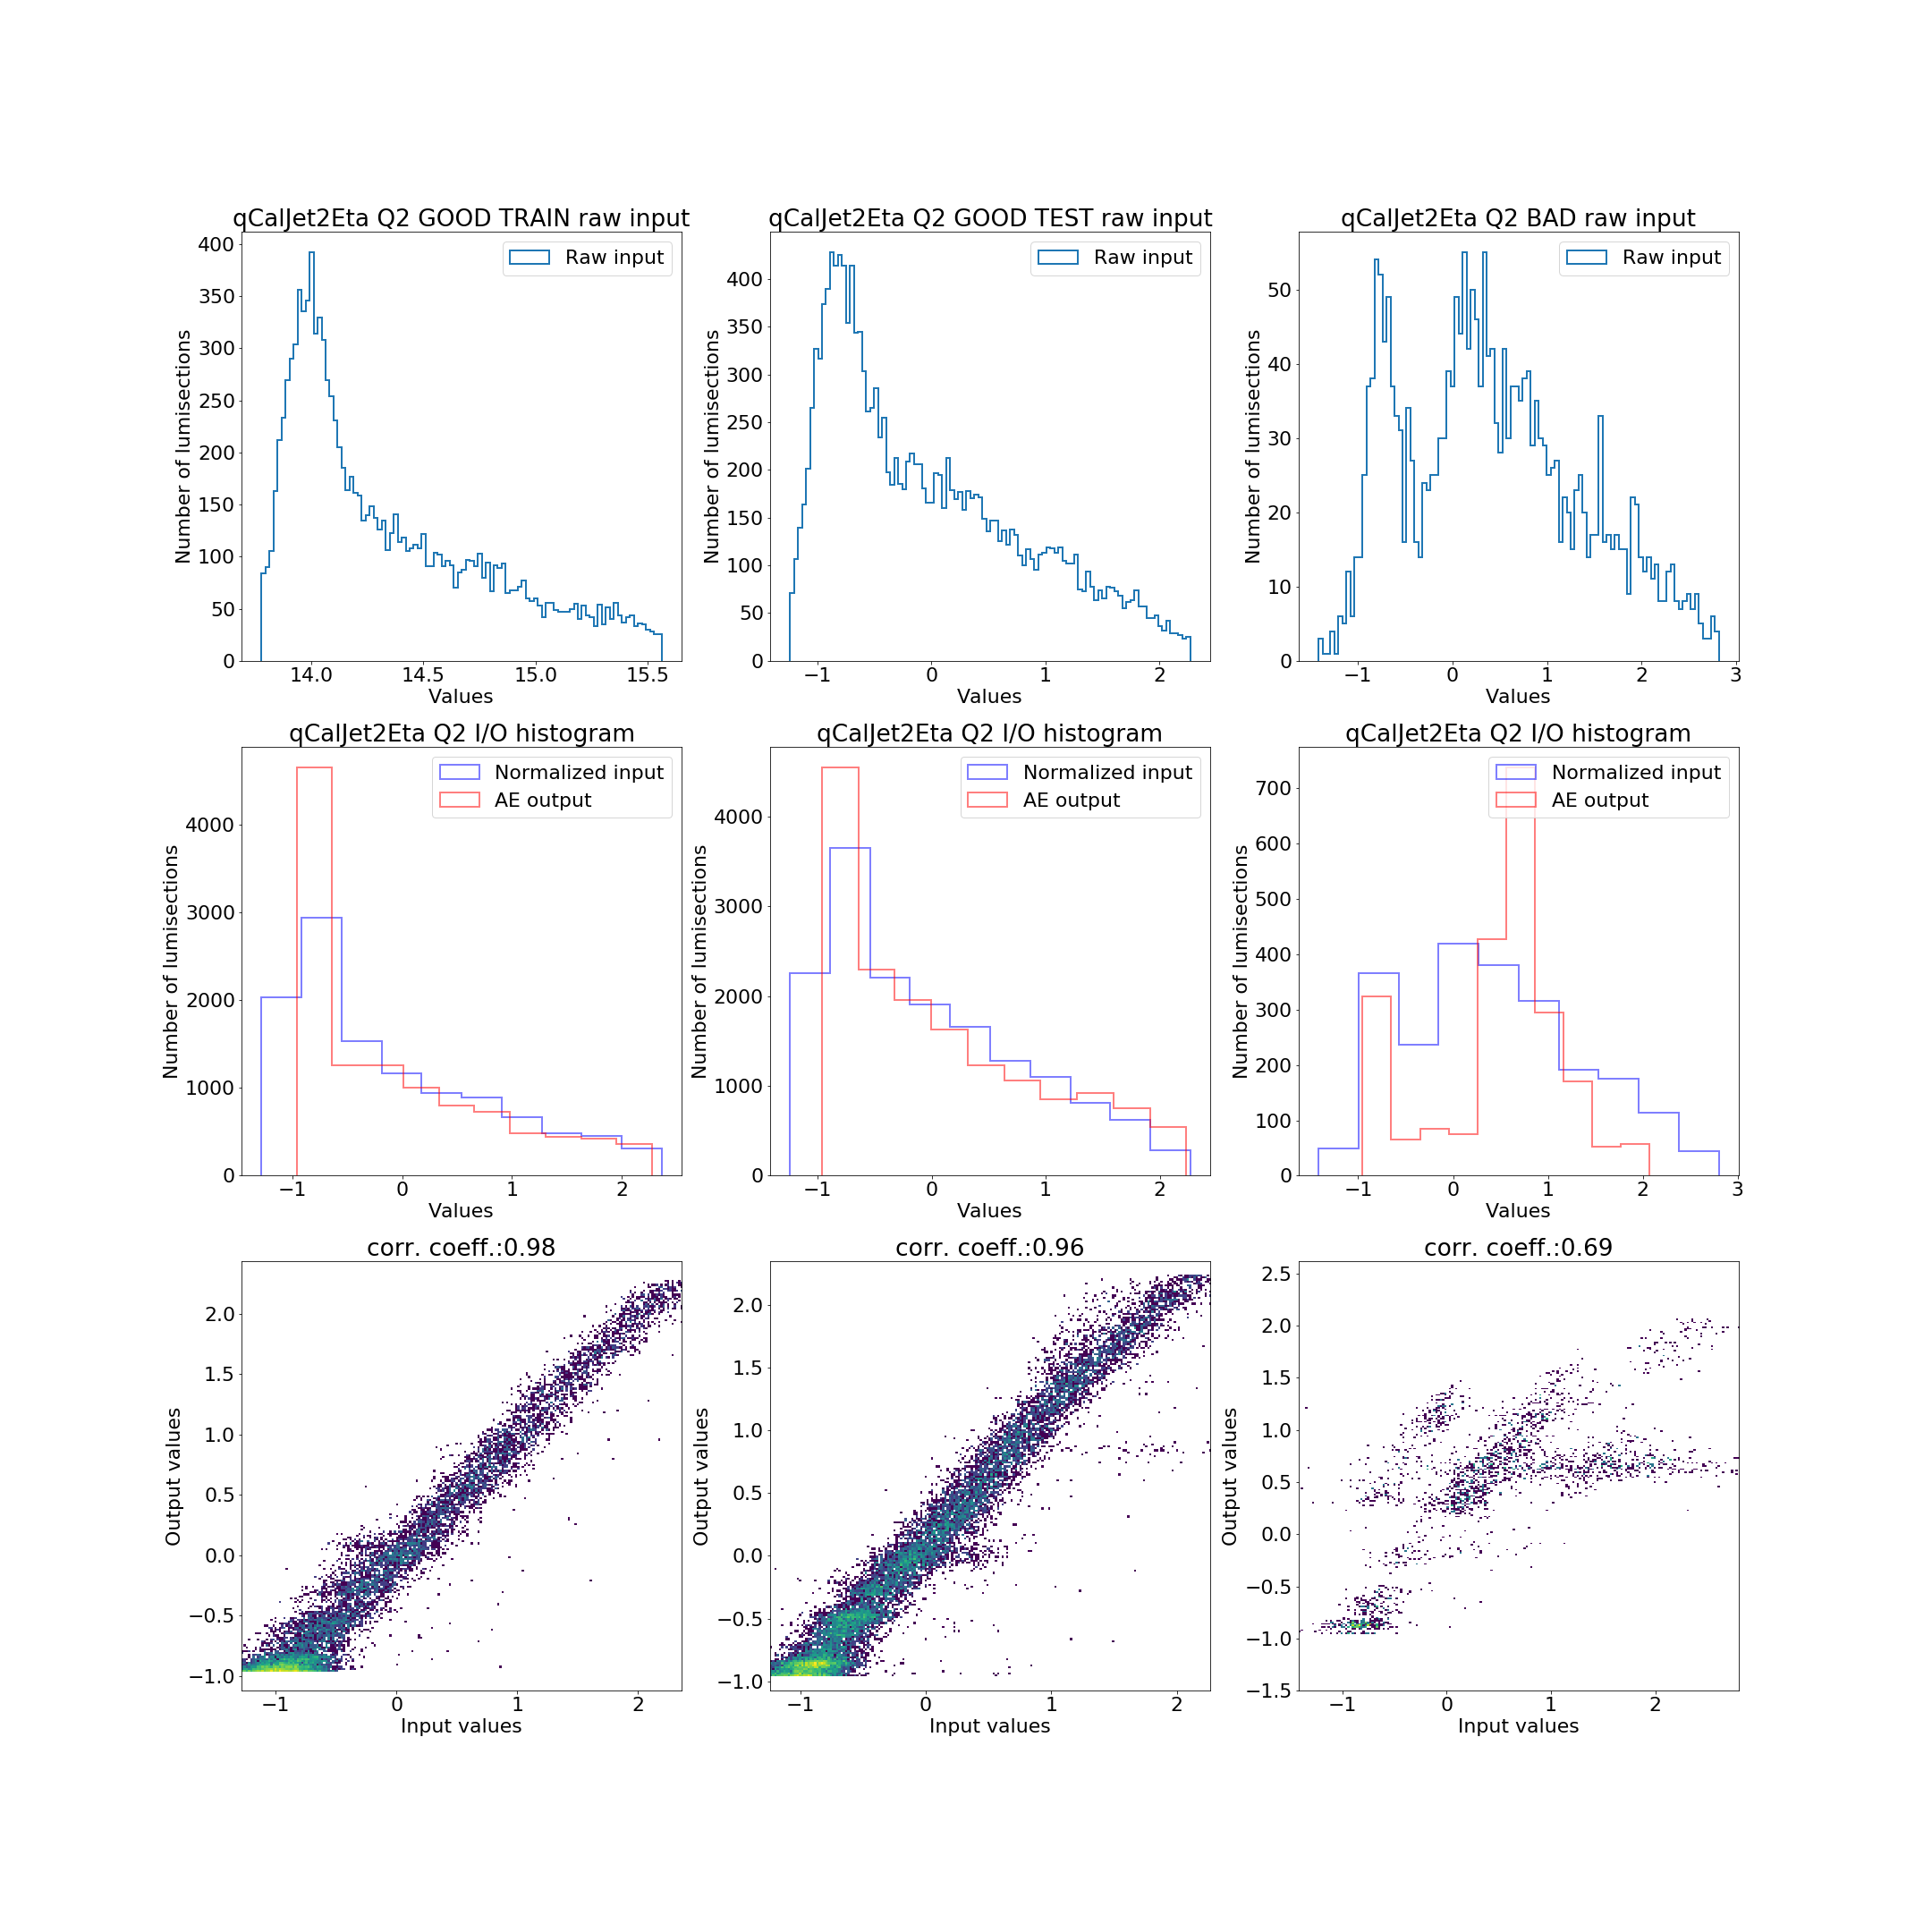 qCalJet2Eta Q2 GOOD TRAIN raw input
Raw input
Number of lumisections
400
350
300
250
200
150
100
50
0
14.0 14.5 15.0 15.5
Values
qCalJet2Eta Q2 GOOD TEST raw input
Raw input
Number of lumisections
400
350
300
250
200
150
100
50
0
−1 0 1 2
Values
qCalJet2Eta Q2 BAD raw input
Raw input
Number of lumisections
50
40
30
20
10
0
−1 0 1 2 3
Values
qCalJet2Eta Q2 I/O histogram
Normalized input
AE output
Number of lumisections
4000
3000
2000
1000
0
−1 0 1 2
Values
qCalJet2Eta Q2 I/O histogram
Normalized input
AE output
Number of lumisections
4000
3000
2000
1000
0
−1 0 1 2
Values
qCalJet2Eta Q2 I/O histogram
Normalized input
AE output
Number of lumisections
700
600
500
400
300
200
100
0
−1 0 1 2 3
Values
corr. coeff.:0.98
Output values
2.0
1.5
1.0
0.5
0.0
−0.5
−1.0
−1 0 1 2
Input values
corr. coeff.:0.96
Output values
2.0
1.5
1.0
0.5
0.0
−0.5
−1.0
−1 0 1 2
Input values
corr. coeff.:0.69
Output values
2.5
2.0
1.5
1.0
0.5
0.0
−0.5
−1.0
−1.5
−1 0 1 2
Input values